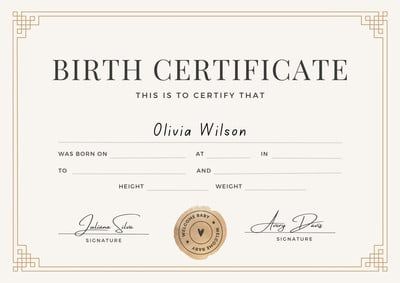 BIRTH CERTIFICATE
THIS IS TO CERTIFY THAT
Olivia Wilson
WAS BORN ON AT IN
TO AND
HEIGHT WEIGHT
Juliana Silva
SIGNATURE
WELCOME BABY
WELCOME BABY
Avery Davis
SIGNATURE